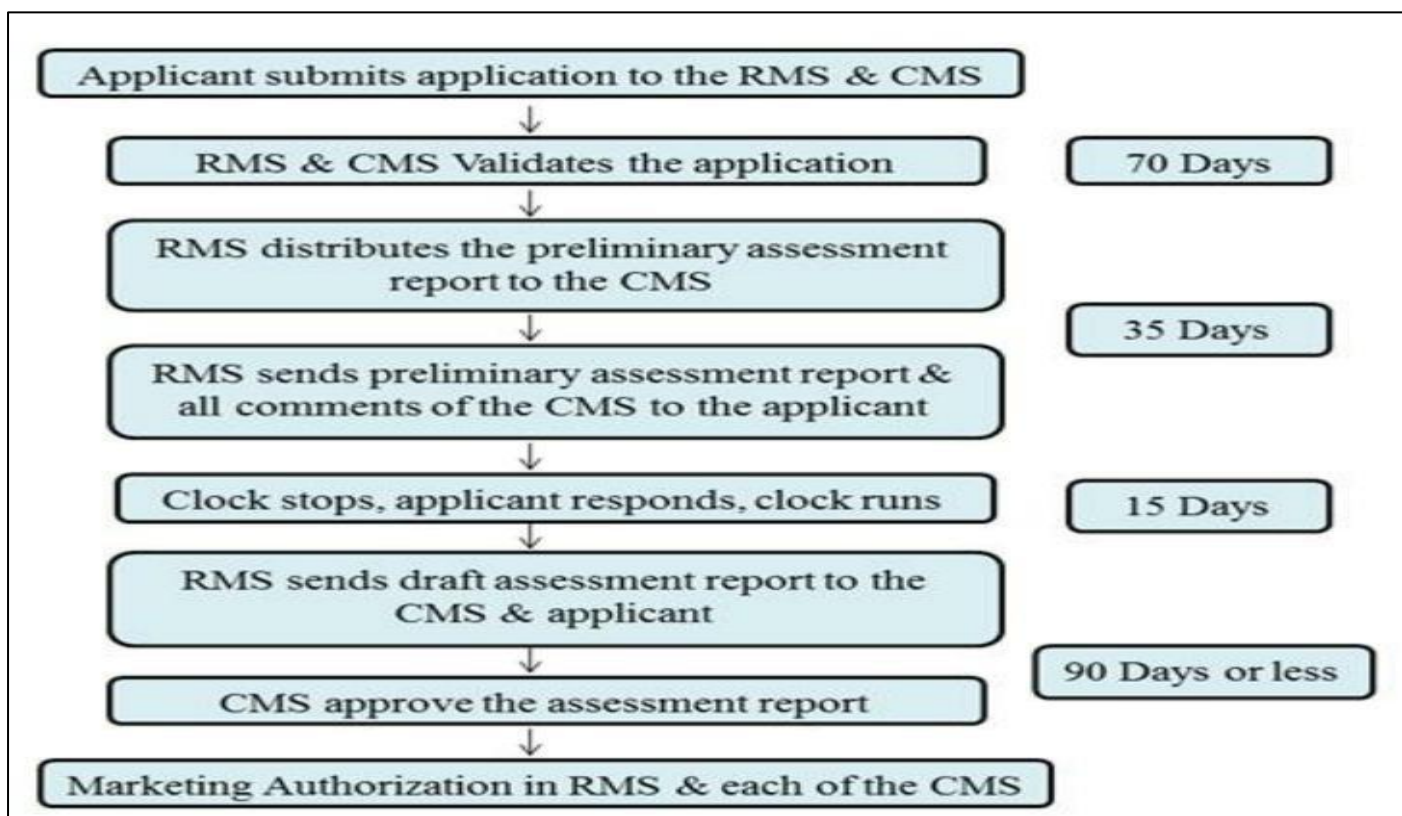 Applicant submits application to the RMS & CMS
↓
RMS & CMS Validates the application
70 Days
↓
RMS distributes the preliminary assessment
report to the CMS
↓
35 Days
RMS sends preliminary assessment report &
all comments of the CMS to the applicant
↓
Clock stops, applicant responds, clock runs
15 Days
↓
RMS sends draft assessment report to the
CMS & applicant
↓
90 Days or less
CMS approve the assessment report
↓
Marketing Authorization in RMS & each of the CMS